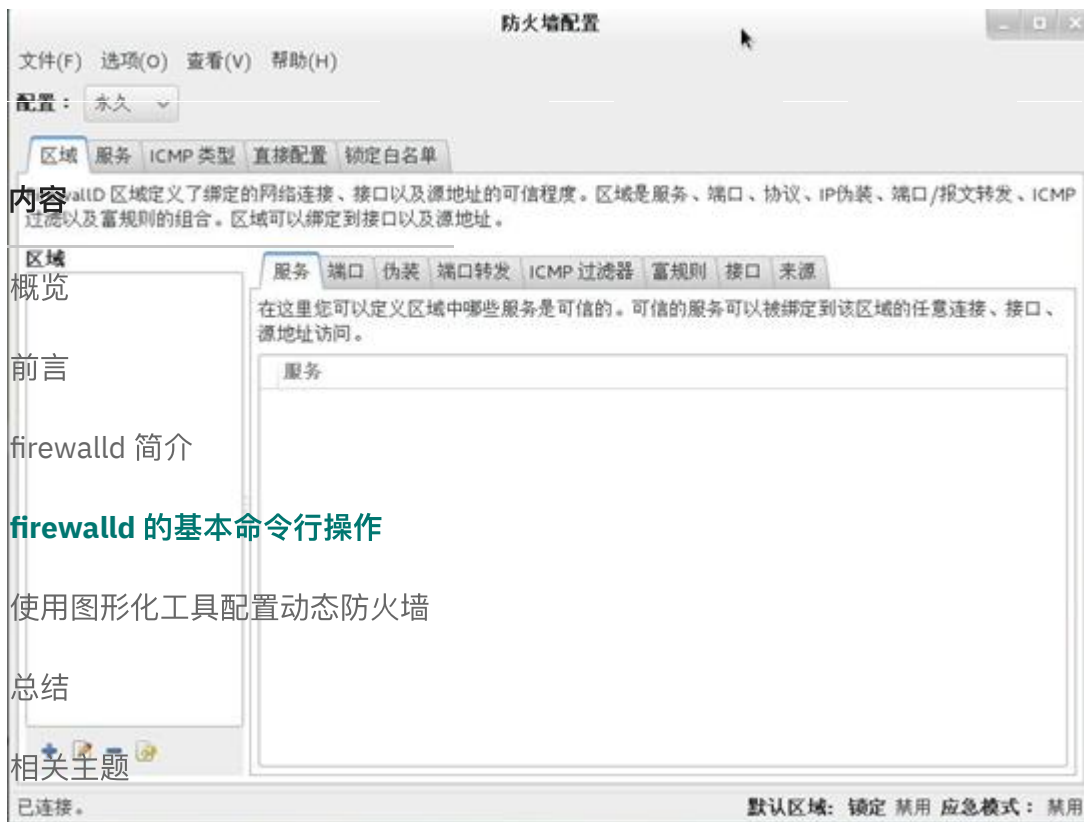 防火墙配置
文件(F) 选项(O) 查看(V) 帮助(H)
配置： 永久
区域 服务 ICMP 类型 直接配置 锁定白名单
allD 区域定义了绑定的网络连接、接口以及源地址的可信程度。区域是服务、端口、协议、IP伪装、端口/报文转发、ICMP
过滤以及富规则的组合。区域可以绑定到接口以及源地址。
内容
区域
服务 端口 伪装 端口转发 ICMP 过滤器 富规则 接口 来源
在这里您可以定义区域中哪些服务是可信的。可信的服务可以被绑定到该区域的任意连接、接口、
源地址访问。
服务
概览
前言
firewalld 简介
firewalld 的基本命令行操作
使用图形化工具配置动态防火墙
总结
相关主题
已连接。
默认区域: 锁定 禁用 应急模式： 禁用